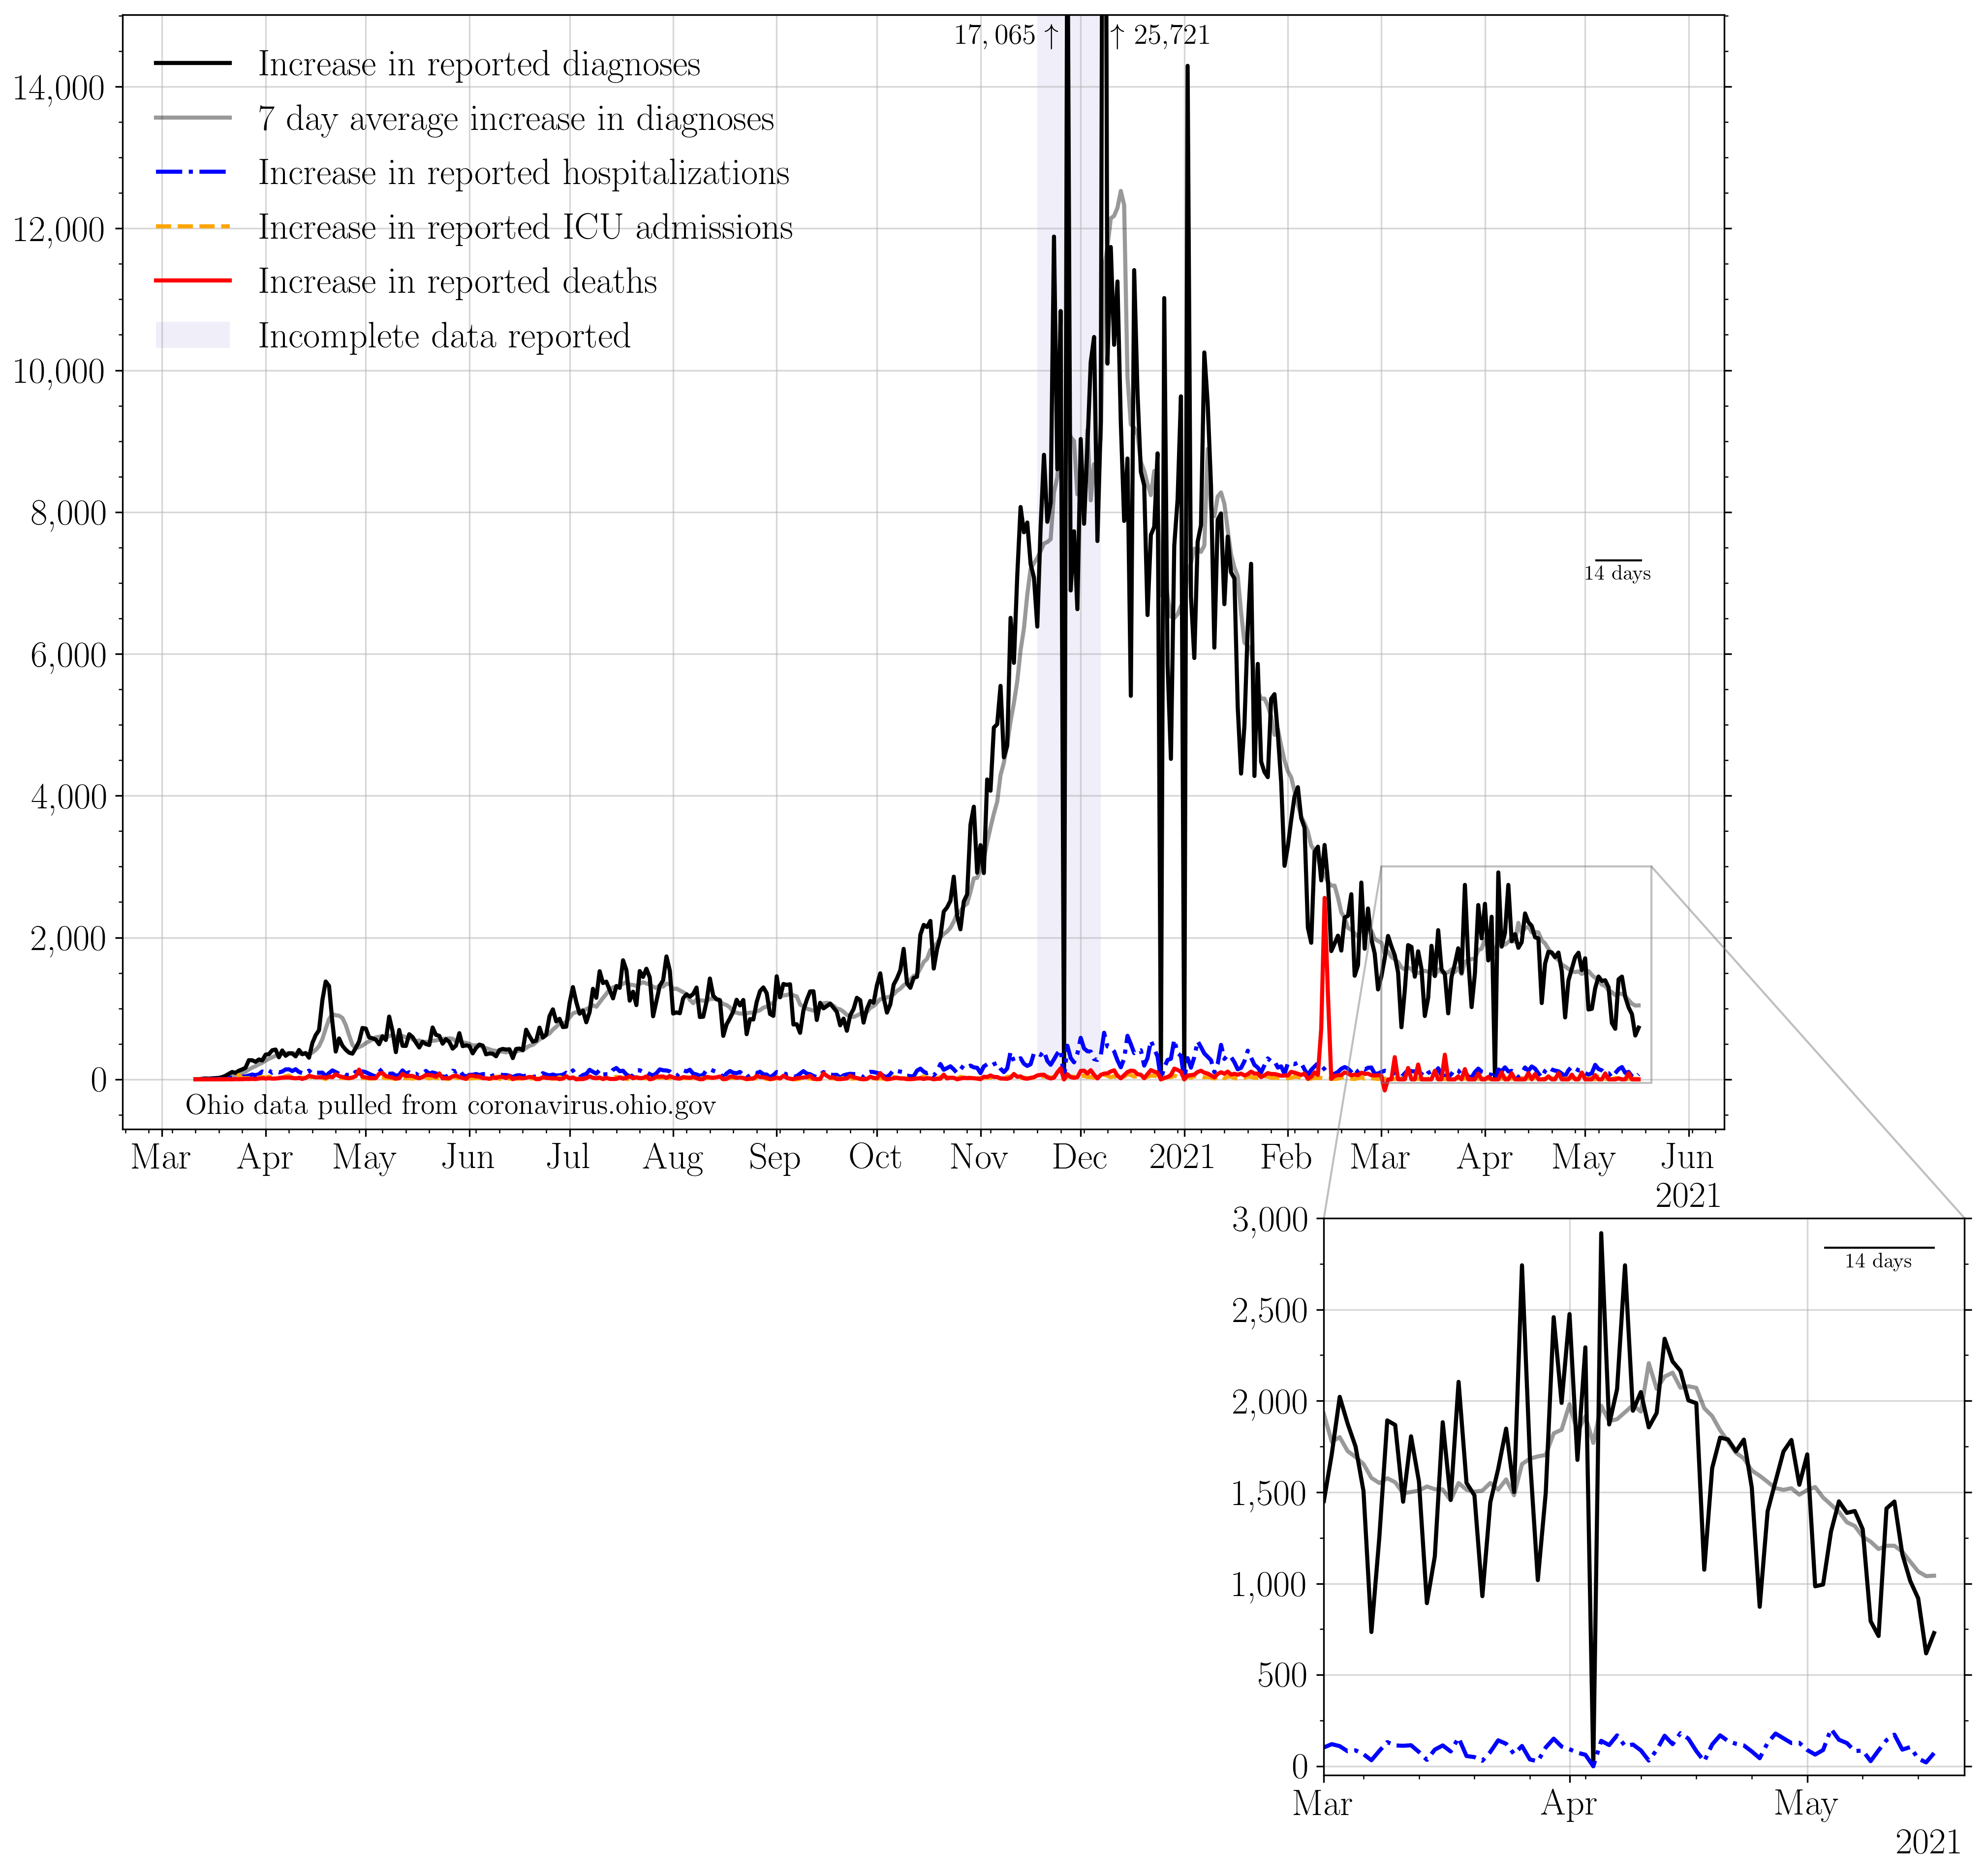 17,065 ↑ ↑ 25,721
Increase in reported diagnoses
7 day average increase in diagnoses
Increase in reported hospitalizations
Increase in reported ICU admissions
Increase in reported deaths
Incomplete data reported
14,000
12,000
10,000
8,000
6,000
4,000
2,000
0
14 days
Ohio data pulled from coronavirus.ohio.gov
Mar Apr May Jun Jul Aug Sep Oct Nov Dec 2021 Feb Mar Apr May Jun
2021
3,000
2,500
2,000
1,500
1,000
500
0
14 days
Mar Apr May
2021